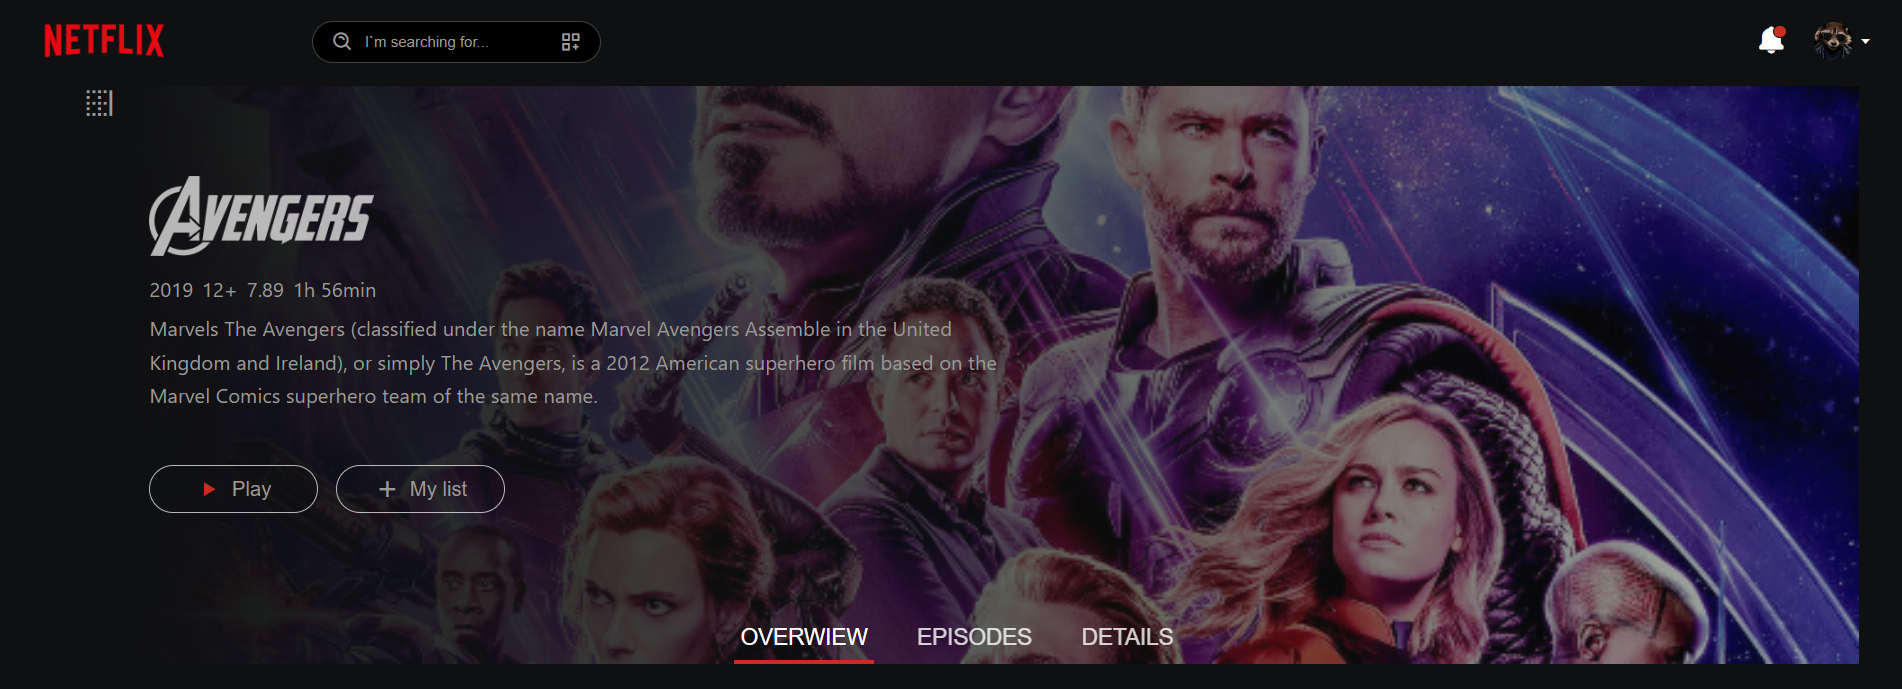 NETFLIX
I`m searching for...
AVENGERS
2019 12+ 7.89 1h 56min
Marvels The Avengers (classified under the name Marvel Avengers Assemble in the United
Kingdom and Ireland), or simply The Avengers, is a 2012 American superhero film based on the
Marvel Comics superhero team of the same name.
Play
My list
OVERWIEW EPISODES DETAILS